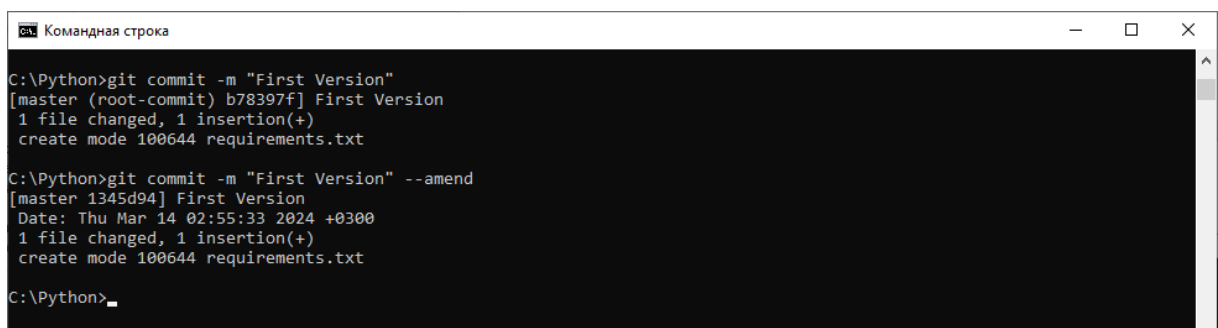 Командная строка
C:\Python>git commit -m "First Version"
[master (root-commit) b78397f] First Version
 1 file changed, 1 insertion(+)
 create mode 100644 requirements.txt
C:\Python>git commit -m "First Version" --amend
[master 1345d94] First Version
 Date: Thu Mar 14 02:55:33 2024 +0300
 1 file changed, 1 insertion(+)
 create mode 100644 requirements.txt
C:\Python>